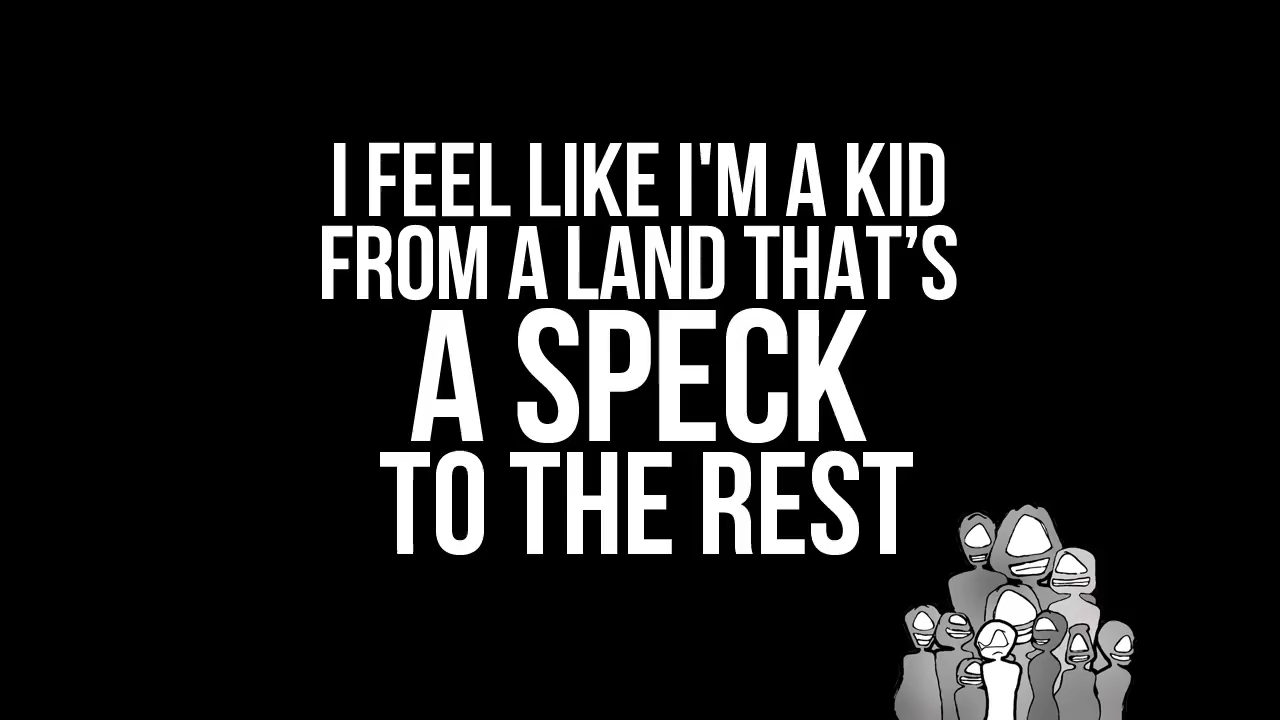 I FEEL LIKE I'M A KID
FROM A LAND THAT’S
A SPECK
TO THE REST